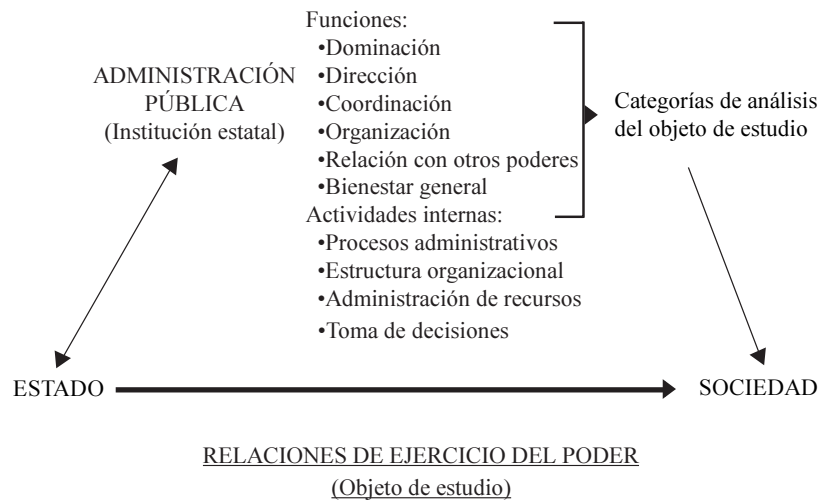 Funciones:
•Dominación
•Dirección
•Coordinación
•Organización
•Relación con otros poderes
•Bienestar general
Actividades internas:
•Procesos administrativos
•Estructura organizacional
•Administración de recursos
•Toma de decisiones
ADMINISTRACIÓN
PÚBLICA
(Institución estatal)
Categorías de análisis
del objeto de estudio
ESTADO
SOCIEDAD
RELACIONES DE EJERCICIO DEL PODER
(Objeto de estudio)